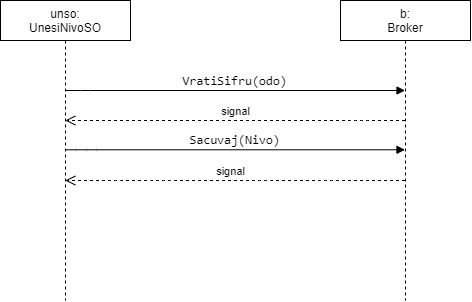 unso:
UnesiNivoSO
b:
Broker
VratiSifru(odo)
signal
Sacuvaj(Nivo)
signal